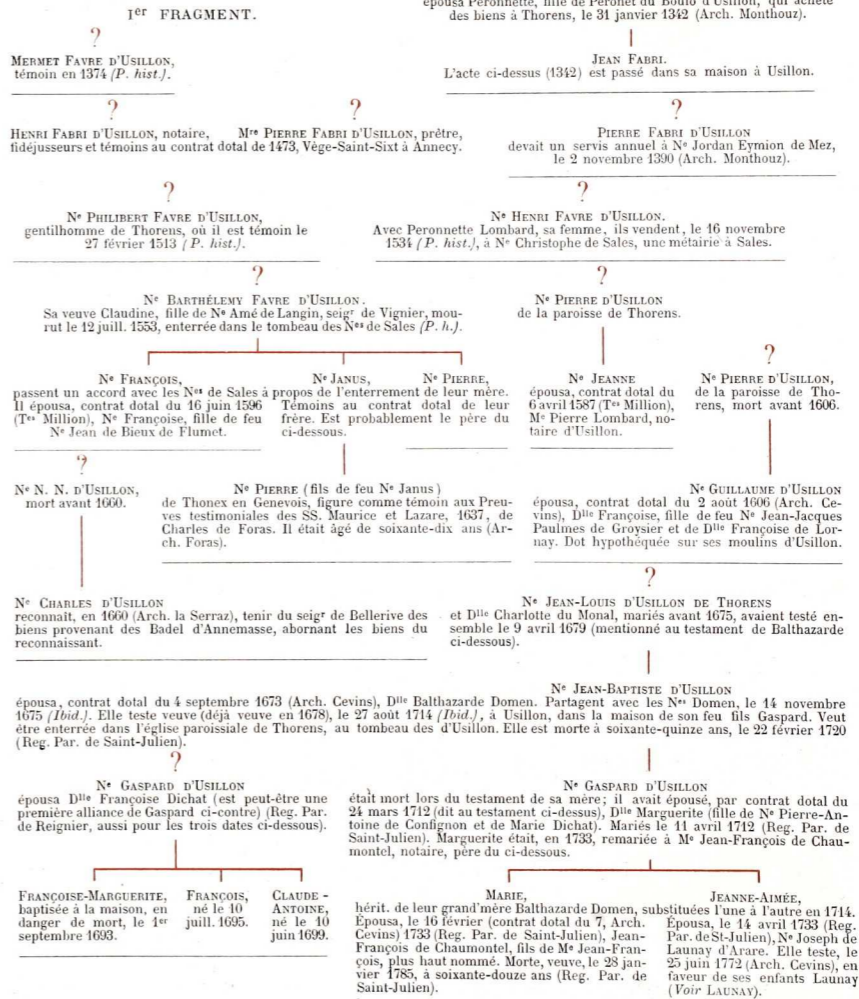 Iᵉʳ FRAGMENT.
épousa Peronnette, fille de Peronet du Boulo d'Usillon, qui achète
des biens à Thorens, le 31 janvier 1342 (Arch. Monthouz).
?
MERMET FAVRE D'USILLON,
témoin en 1374 (P. hist.).
JEAN FABRI.
L'acte ci-dessus (1342) est passé dans sa maison à Usillon.
?
?
?
HENRI FABRI D'USILLON, notaire,
Mʳᵉ PIERRE FABRI D'USILLON, prêtre,
fidéjusseurs et témoins au contrat dotal de 1473, Vège-Saint-Sixt à Annecy.
PIERRE FABRI D'USILLON
devait un servis annuel à Nᵉ Jordan Eymion de Mez,
le 2 novembre 1390 (Arch. Monthouz).
?
?
Nᵉ PHILIBERT FAVRE D'USILLON,
gentilhomme de Thorens, où il est témoin le
27 février 1513 (P. hist.).
Nᵉ HENRI FAVRE D'USILLON.
Avec Peronnette Lombard, sa femme, ils vendent, le 16 novembre
1534 (P. hist.), à Nᵉ Christophe de Sales, une métairie à Sales.
?
?
Nᵉ BARTHÉLEMY FAVRE D'USILLON.
Sa veuve Claudine, fille de Nᵉ Amé de Langin, seigʳ de Vignier, mou-
rut le 12 juill. 1553, enterrée dans le tombeau des Nᵉˢ de Sales (P. h.).
Nᵉ PIERRE D'USILLON
de la paroisse de Thorens.
?
Nᵉ FRANÇOIS,
Nᵉ JANUS,
Nᵉ PIERRE,
passent un accord avec les Nᵉˢ de Sales à propos de l'enterrement de leur mère.
Il épousa, contrat dotal du 16 juin 1596
(Tᵉˢ Million), Nᵉ Françoise, fille de feu
Nᵉ Jean de Bieux de Flumet.
Témoins au contrat dotal de leur
frère. Est probablement le père du
ci-dessous.
Nᵉ JEANNE
épousa, contrat dotal du
6 avril 1587 (Tᵉˢ Million),
Mᵉ Pierre Lombard, no-
taire d'Usillon.
Nᵉ PIERRE D'USILLON,
de la paroisse de Tho-
rens, mort avant 1606.
?
Nᵉ N. N. D'USILLON,
mort avant 1660.
Nᵉ PIERRE (fils de feu Nᵉ Janus)
de Thonex en Genevois, figure comme témoin aux Preu-
ves testimoniales des SS. Maurice et Lazare, 1637, de
Charles de Foras. Il était âgé de soixante-dix ans (Ar-
ch. Foras).
Nᵉ GUILLAUME D'USILLON
épousa, contrat dotal du 2 août 1606 (Arch. Ce-
vins), Dˡˡᵉ Françoise, fille de feu Nᵉ Jean-Jacques
Paulmes de Groysier et de Dˡˡᵉ Françoise de Lor-
nay. Dot hypothéquée sur ses moulins d'Usillon.
?
Nᵉ CHARLES D'USILLON
reconnaît, en 1660 (Arch. la Serraz), tenir du seigʳ de Bellerive des
biens provenant des Badel d'Annemasse, abornant les biens du
reconnaissant.
Nᵉ JEAN-LOUIS D'USILLON DE THORENS
et Dˡˡᵉ Charlotte du Monal, mariés avant 1675, avaient testé en-
semble le 9 avril 1679 (mentionné au testament de Balthazarde
ci-dessous).
Nᵉ JEAN-BAPTISTE D'USILLON
épousa, contrat dotal du 4 septembre 1673 (Arch. Cevins), Dˡˡᵉ Balthazarde Domen. Partagent avec les Nᵉˢ Domen, le 14 novembre
1675 (Ibid.). Elle teste veuve (déjà veuve en 1678), le 27 août 1714 (Ibid.), à Usillon, dans la maison de son feu fils Gaspard. Veut
être enterrée dans l'église paroissiale de Thorens, au tombeau des d'Usillon. Elle est morte à soixante-quinze ans, le 22 février 1720
(Reg. Par. de Saint-Julien).
?
Nᵉ GASPARD D'USILLON
épousa Dˡˡᵉ Françoise Dichat (est peut-être une
première alliance de Gaspard ci-contre) (Reg. Par.
de Reignier, aussi pour les trois dates ci-dessous).
Nᵉ GASPARD D'USILLON
était mort lors du testament de sa mère; il avait épousé, par contrat dotal du
24 mars 1712 (dit au testament ci-dessus), Dˡˡᵉ Marguerite (fille de Nᵉ Pierre-An-
toine de Confignon et de Marie Dichat). Mariés le 11 avril 1712 (Reg. Par. de
Saint-Julien). Marguerite était, en 1733, remariée à Mᵉ Jean-François de Chau-
montel, notaire, père du ci-dessous.
FRANÇOISE-MARGUERITE,
baptisée à la maison, en
danger de mort, le 1ᵉʳ
septembre 1693.
FRANÇOIS,
né le 10
juill. 1695.
CLAUDE-
ANTOINE,
né le 10
juin 1699.
MARIE,
JEANNE-AIMÉE,
hérit. de leur grand'mère Balthazarde Domen, substituées l'une à l'autre en 1714.
Épousa, le 16 février (contrat dotal du 7, Arch.
Cevins) 1733 (Reg. Par. de Saint-Julien), Jean-
François de Chaumontel, fils de Mᵉ Jean-Fran-
çois, plus haut nommé. Morte, veuve, le 28 jan-
vier 1785, à soixante-douze ans (Reg. Par. de
Saint-Julien).
Épousa, le 14 avril 1733 (Reg.
Par. de St-Julien), Nᵉ Joseph de
Launay d'Arare. Elle teste, le
25 juin 1772 (Arch. Cevins), en
faveur de ses enfants Launay
(Voir LAUNAY).